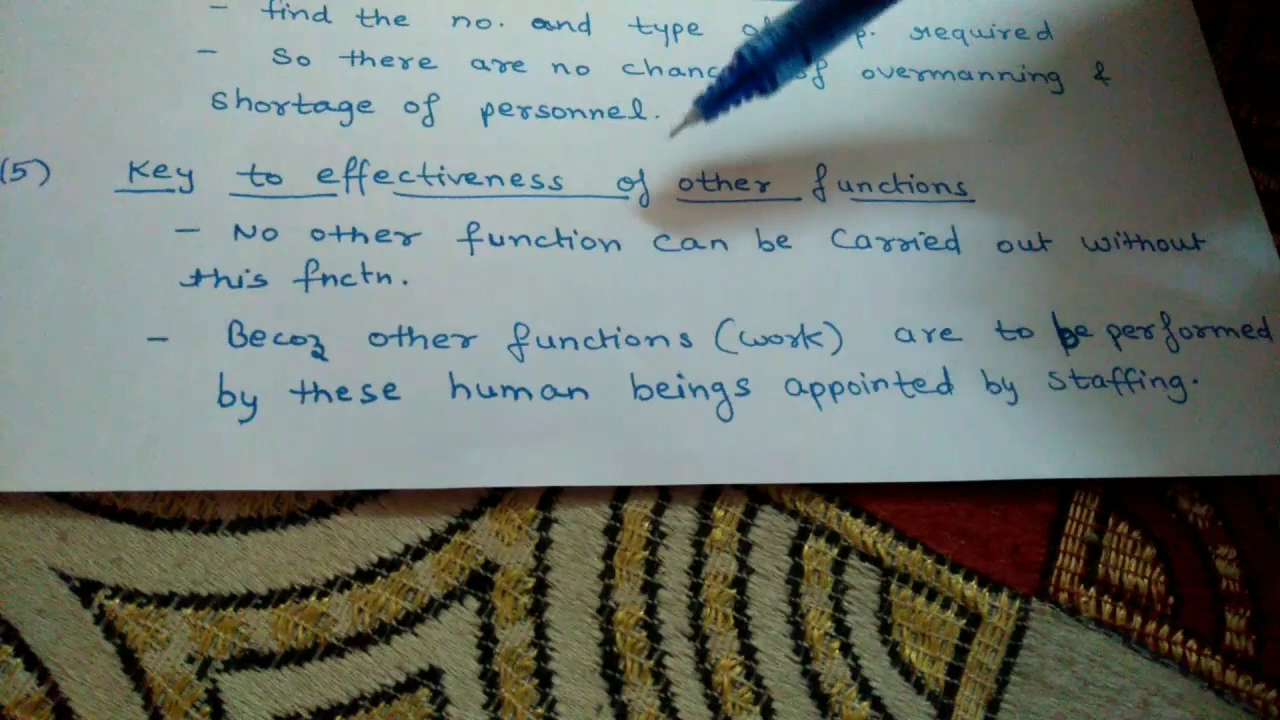 - find the no. and type p. required
- So there are no chanc of overmanning &
shortage of personnel.
(5) Key to effectiveness of other functions
- No other function can be carried out without
this fnctn.
- Becoz other functions (work) are to be performed
by these human beings appointed by staffing.